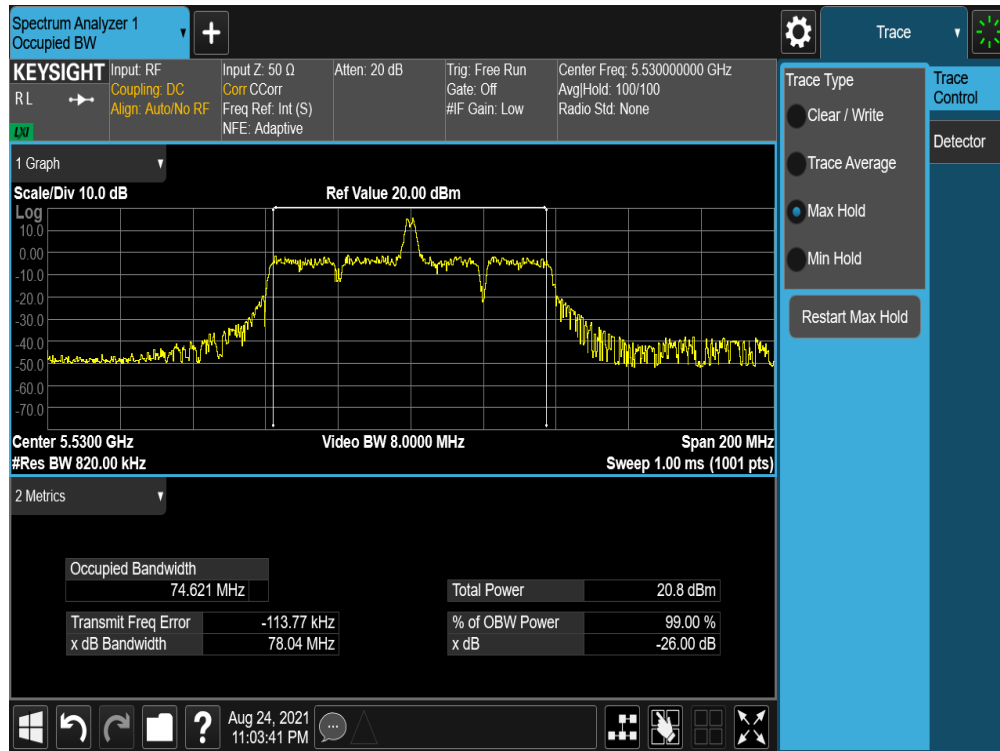 Spectrum Analyzer 1
Occupied BW
+
Trace
KEYSIGHT
RL
LXI
Input: RF
Coupling: DC
Align: Auto/No RF
Input Z: 50 Ω
Corr CCorr
Freq Ref: Int (S)
NFE: Adaptive
Atten: 20 dB
Trig: Free Run
Gate: Off
#IF Gain: Low
Center Freq: 5.530000000 GHz
Avg|Hold: 100/100
Radio Std: None
Trace Type
Clear / Write
Trace Average
Max Hold
Min Hold
Restart Max Hold
Trace
Control
Detector
1 Graph
Scale/Div 10.0 dB
Ref Value 20.00 dBm
Log
10.0
0.00
-10.0
-20.0
-30.0
-40.0
-50.0
-60.0
-70.0
Center 5.5300 GHz
Video BW 8.0000 MHz
Span 200 MHz
#Res BW 820.00 kHz
Sweep 1.00 ms (1001 pts)
2 Metrics
Occupied Bandwidth
74.621 MHz
Total Power 20.8 dBm
Transmit Freq Error -113.77 kHz
% of OBW Power 99.00 %
x dB Bandwidth 78.04 MHz
x dB -26.00 dB
?
Aug 24, 2021
11:03:41 PM